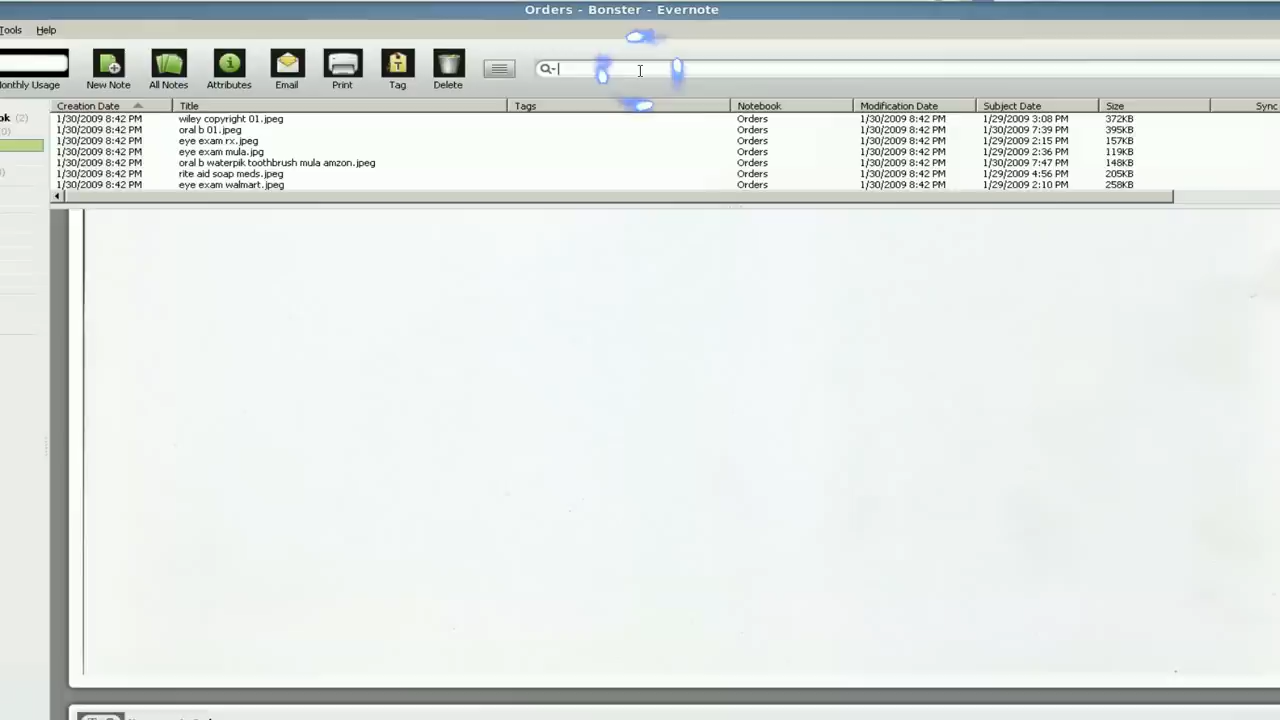 Orders - Bonster - Evernote
Tools Help
Monthly Usage New Note All Notes Attributes Email Print Tag Delete
Creation Date Title Tags Notebook Modification Date Subject Date Size Sync
ok (2) 1/30/2009 8:42 PM wiley copyright 01.jpeg Orders 1/30/2009 8:42 PM 1/29/2009 3:08 PM 372KB
(0) 1/30/2009 8:42 PM oral b 01.jpeg Orders 1/30/2009 8:42 PM 1/30/2009 7:39 PM 395KB
1/30/2009 8:42 PM eye exam rx.jpeg Orders 1/30/2009 8:42 PM 1/29/2009 2:15 PM 157KB
1/30/2009 8:42 PM eye exam mula.jpg Orders 1/30/2009 8:42 PM 1/29/2009 2:36 PM 119KB
1/30/2009 8:42 PM oral b waterpik toothbrush mula amzon.jpeg Orders 1/30/2009 8:42 PM 1/30/2009 7:47 PM 148KB
1/30/2009 8:42 PM rite aid soap meds.jpeg Orders 1/30/2009 8:42 PM 1/29/2009 4:56 PM 205KB
1/30/2009 8:42 PM eye exam walmart.jpeg Orders 1/30/2009 8:42 PM 1/29/2009 2:10 PM 258KB